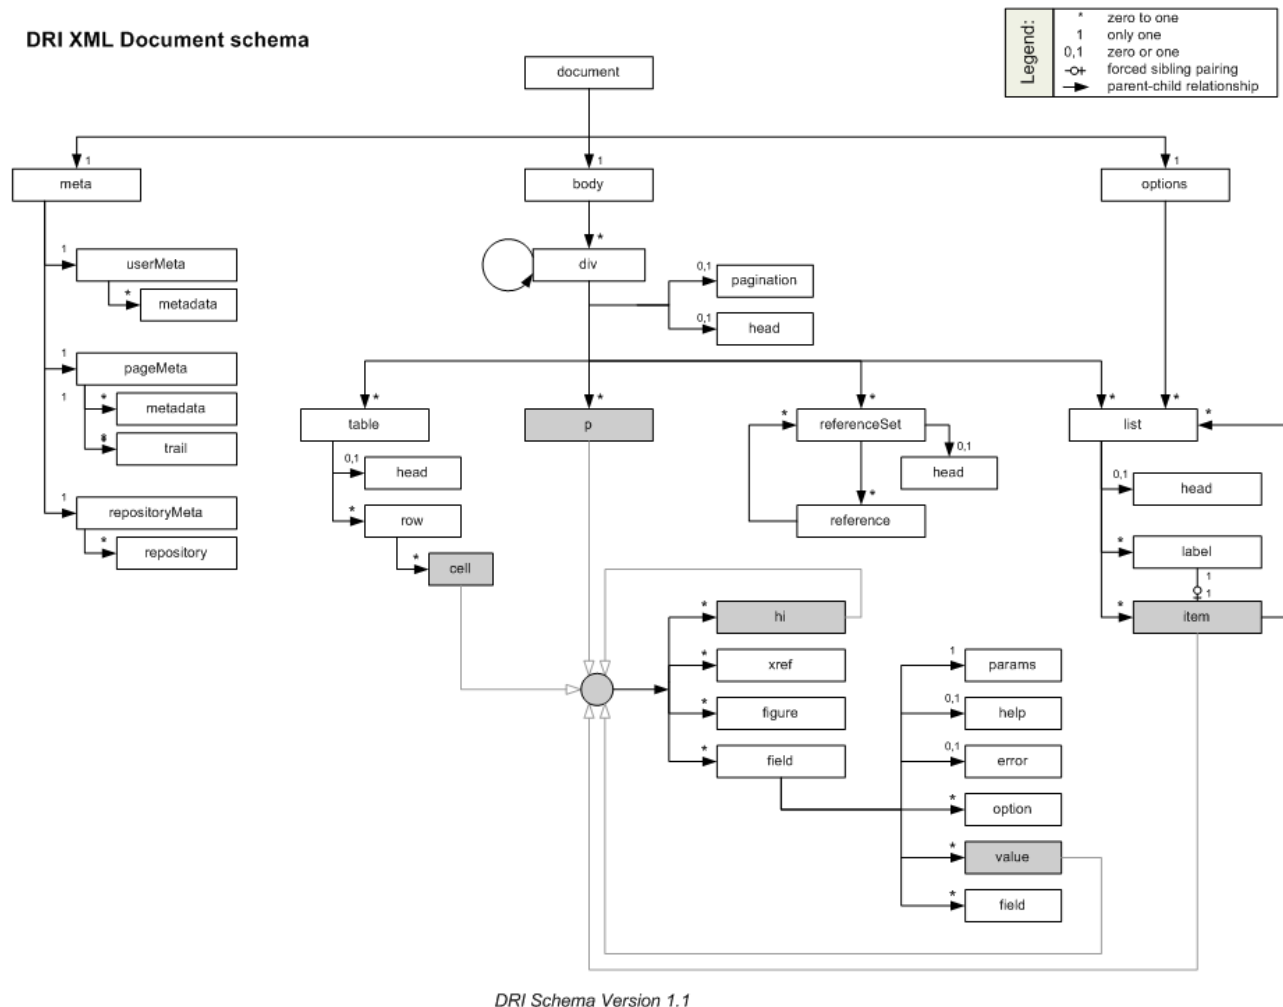 DRI XML Document schema
Legend:
* zero to one
1 only one
0,1 zero or one
forced sibling pairing
parent-child relationship
document
1 1 1
meta body options
1 *
userMeta div
0,1 pagination
* metadata
0,1 head
1
pageMeta
* * * * *
1 * metadata
table p * referenceSet list *
* trail
0,1 0,1
head head head
0,1
1 *
repositoryMeta * row reference
* repository * label
* cell 1
1
* hi * item
* xref 1 params
* figure 0,1 help
* field 0,1 error
* option
* value
* field
DRI Schema Version 1.1